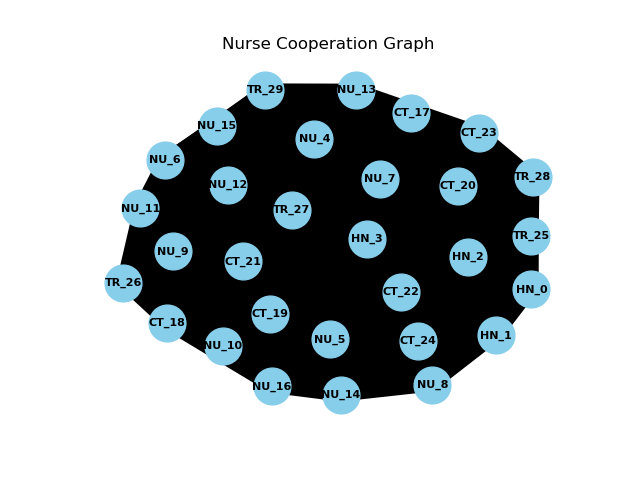 Nurse Cooperation Graph
TR_29
NU_13
CT_17
NU_15
CT_23
NU_4
NU_6
TR_28
NU_7
NU_12
CT_20
NU_11
TR_27
TR_25
HN_3
NU_9
HN_2
CT_21
TR_26
HN_0
CT_22
CT_19
CT_18
HN_1
NU_5
CT_24
NU_10
NU_8
NU_16
NU_14